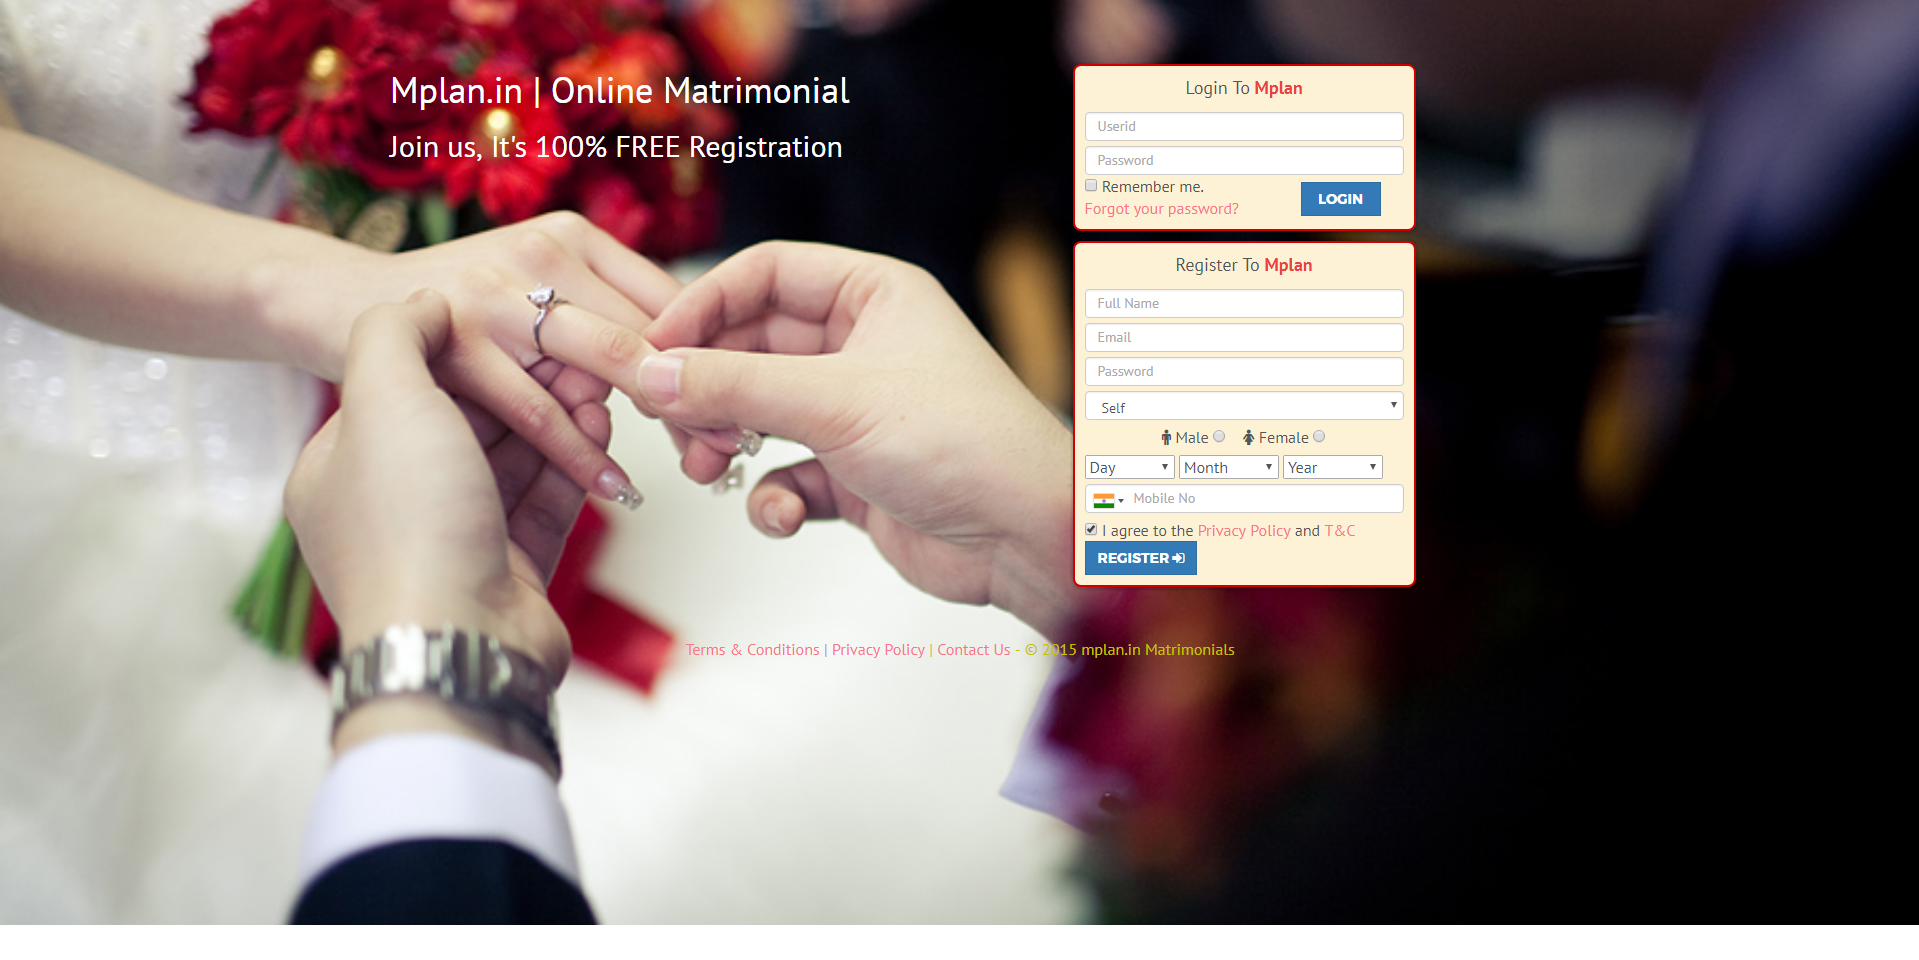 Mplan.in | Online Matrimonial
Join us, It's 100% FREE Registration
Login To Mplan
Userid
Password
Remember me.
Forgot your password?
LOGIN
Register To Mplan
Full Name
Email
Password
Self
Male Female
Day Month Year
Mobile No
I agree to the Privacy Policy and T&C
REGISTER
Terms & Conditions | Privacy Policy | Contact Us - © 2015 mplan.in Matrimonials